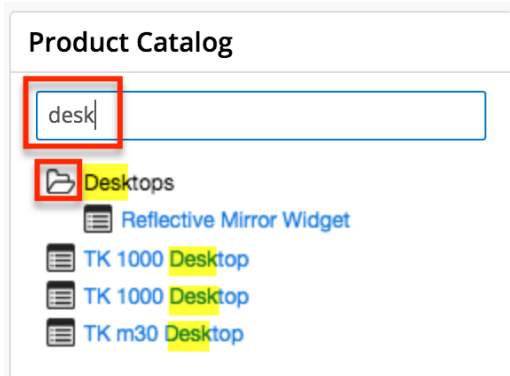 Product Catalog
desk
Desktops
Reflective Mirror Widget
TK 1000 Desktop
TK 1000 Desktop
TK m30 Desktop